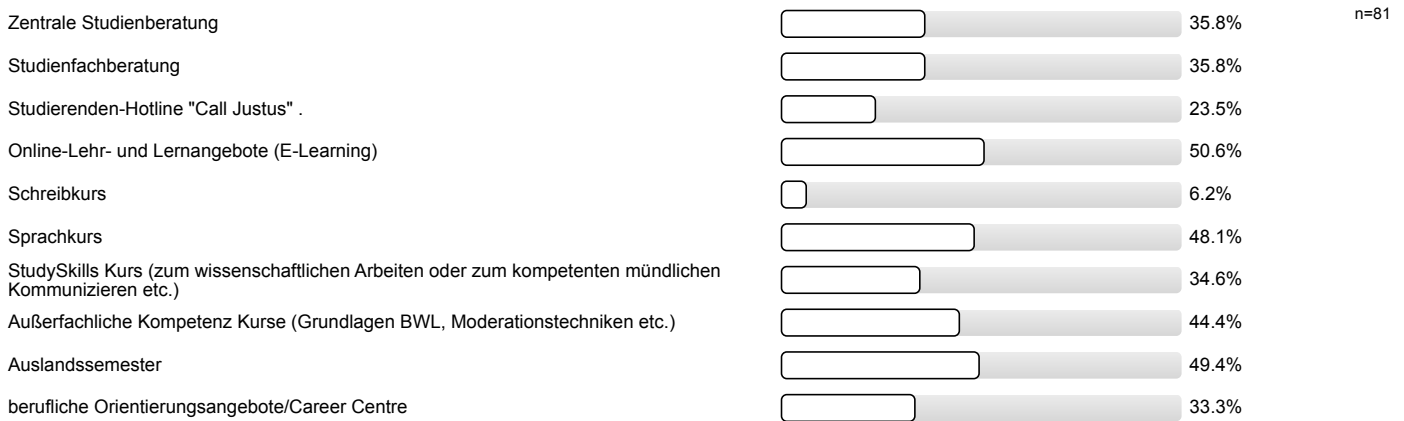 Zentrale Studienberatung 35.8% n=81
Studienfachberatung 35.8%
Studierenden-Hotline "Call Justus" . 23.5%
Online-Lehr- und Lernangebote (E-Learning) 50.6%
Schreibkurs 6.2%
Sprachkurs 48.1%
StudySkills Kurs (zum wissenschaftlichen Arbeiten oder zum kompetenten mündlichen
Kommunizieren etc.) 34.6%
Außerfachliche Kompetenz Kurse (Grundlagen BWL, Moderationstechniken etc.) 44.4%
Auslandssemester 49.4%
berufliche Orientierungsangebote/Career Centre 33.3%